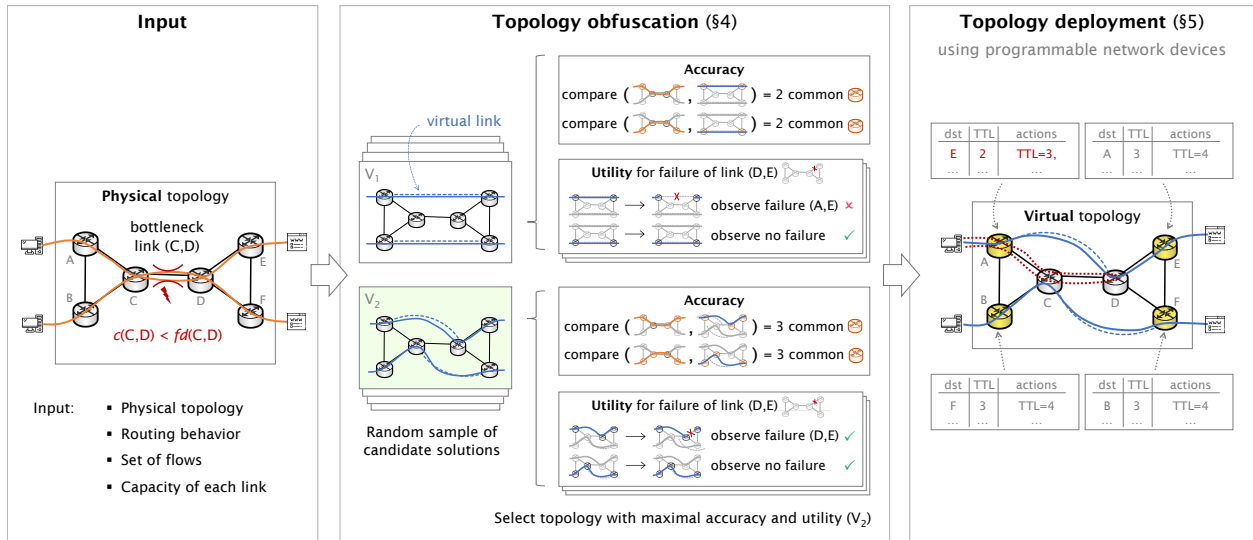 Input
Physical topology
bottleneck
link (C,D)
A
E
C
D
B
F
c(C,D) < fd(C,D)
Input:
▪ Physical topology
▪ Routing behavior
▪ Set of flows
▪ Capacity of each link
Topology obfuscation (§4)
virtual link
V1
V2
Random sample of
candidate solutions
Accuracy
compare ( , ) = 2 common
compare ( , ) = 2 common
Utility for failure of link (D,E)
observe failure (A,E) ×
observe no failure ✓
Accuracy
compare ( , ) = 3 common
compare ( , ) = 3 common
Utility for failure of link (D,E)
observe failure (D,E) ✓
observe no failure ✓
Select topology with maximal accuracy and utility (V2)
Topology deployment (§5)
using programmable network devices
dst TTL actions
E 2 TTL=3,
... ... ...
dst TTL actions
A 3 TTL=4
... ... ...
Virtual topology
A
E
C
D
B
F
dst TTL actions
F 3 TTL=4
... ... ...
dst TTL actions
B 3 TTL=4
... ... ...